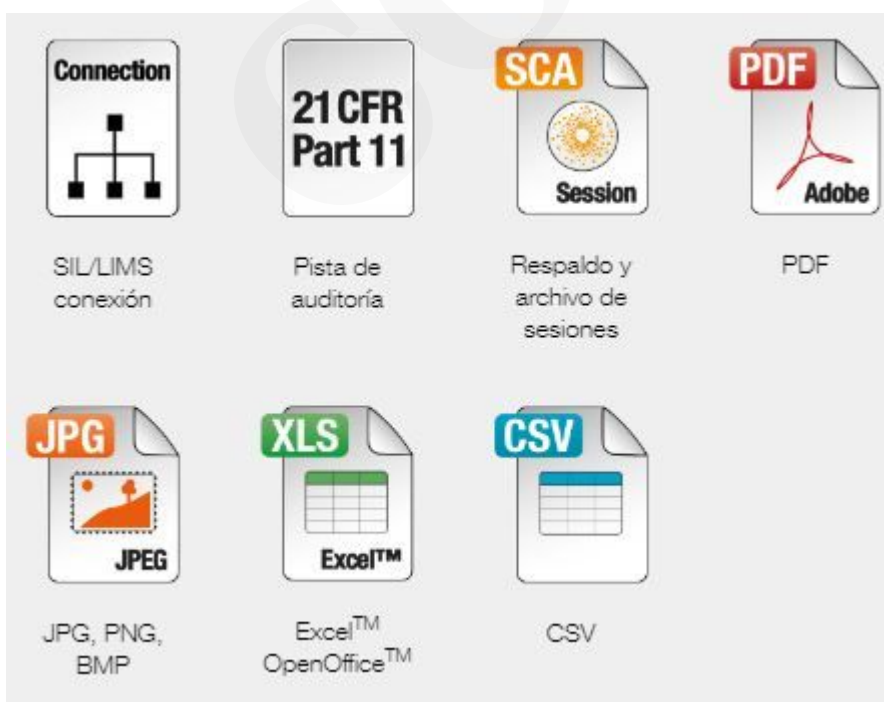 Connection
SIL/LIMS
conexión
21 CFR
Part 11
Pista de
auditoría
SCA
Session
Respaldo y
archivo de
sesiones
PDF
Adobe
PDF
JPG
JPEG
JPG, PNG,
BMP
XLS
Excel™
Excel™
OpenOffice™
CSV
CSV